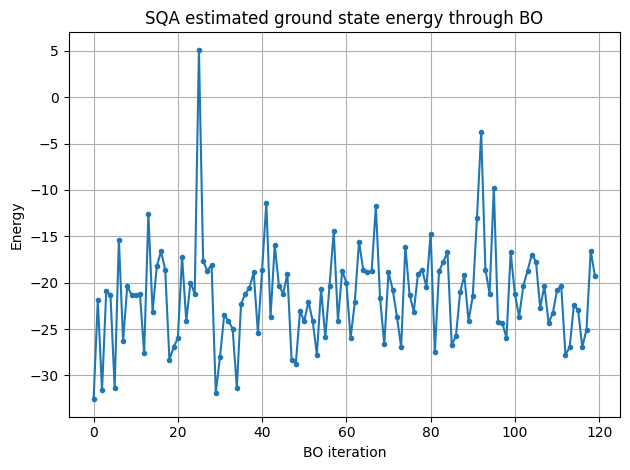 SQA estimated ground state energy through BO
5
0
−5
−10
−15
−20
−25
−30
Energy
0 20 40 60 80 100 120
BO iteration